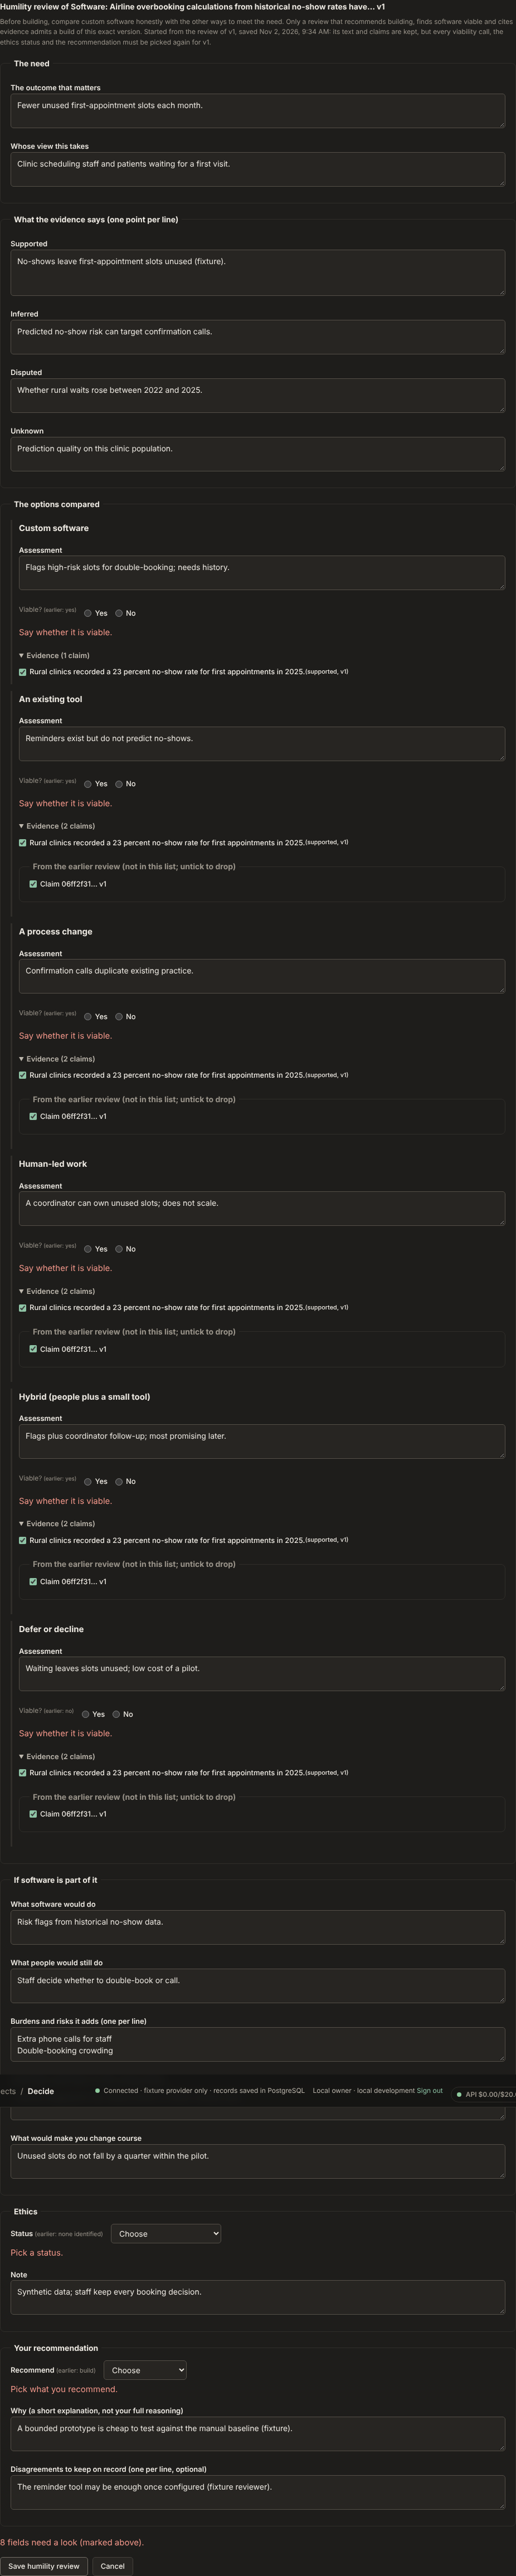 Humility review of Software: Airline overbooking calculations from historical no-show rates have... v1
Before building, compare custom software honestly with the other ways to meet the need. Only a review that recommends building, finds software viable and cites
evidence admits a build of this exact version. Started from the review of v1, saved Nov 2, 2026, 9:34 AM: its text and claims are kept, but every viability call, the
ethics status and the recommendation must be picked again for v1.
The need
The outcome that matters
Fewer unused first-appointment slots each month.
Whose view this takes
Clinic scheduling staff and patients waiting for a first visit.
What the evidence says (one point per line)
Supported
No-shows leave first-appointment slots unused (fixture).
Inferred
Predicted no-show risk can target confirmation calls.
Disputed
Whether rural waits rose between 2022 and 2025.
Unknown
Prediction quality on this clinic population.
The options compared
Custom software
Assessment
Flags high-risk slots for double-booking; needs history.
Viable? (earlier: yes) Yes No
Say whether it is viable.
▼ Evidence (1 claim)
Rural clinics recorded a 23 percent no-show rate for first appointments in 2025.(supported, v1)
An existing tool
Assessment
Reminders exist but do not predict no-shows.
Viable? (earlier: yes) Yes No
Say whether it is viable.
▼ Evidence (2 claims)
Rural clinics recorded a 23 percent no-show rate for first appointments in 2025.(supported, v1)
From the earlier review (not in this list; untick to drop)
Claim 06ff2f31... v1
A process change
Assessment
Confirmation calls duplicate existing practice.
Viable? (earlier: yes) Yes No
Say whether it is viable.
▼ Evidence (2 claims)
Rural clinics recorded a 23 percent no-show rate for first appointments in 2025.(supported, v1)
From the earlier review (not in this list; untick to drop)
Claim 06ff2f31... v1
Human-led work
Assessment
A coordinator can own unused slots; does not scale.
Viable? (earlier: yes) Yes No
Say whether it is viable.
▼ Evidence (2 claims)
Rural clinics recorded a 23 percent no-show rate for first appointments in 2025.(supported, v1)
From the earlier review (not in this list; untick to drop)
Claim 06ff2f31... v1
Hybrid (people plus a small tool)
Assessment
Flags plus coordinator follow-up; most promising later.
Viable? (earlier: yes) Yes No
Say whether it is viable.
▼ Evidence (2 claims)
Rural clinics recorded a 23 percent no-show rate for first appointments in 2025.(supported, v1)
From the earlier review (not in this list; untick to drop)
Claim 06ff2f31... v1
Defer or decline
Assessment
Waiting leaves slots unused; low cost of a pilot.
Viable? (earlier: no) Yes No
Say whether it is viable.
▼ Evidence (2 claims)
Rural clinics recorded a 23 percent no-show rate for first appointments in 2025.(supported, v1)
From the earlier review (not in this list; untick to drop)
Claim 06ff2f31... v1
If software is part of it
What software would do
Risk flags from historical no-show data.
What people would still do
Staff decide whether to double-book or call.
Burdens and risks it adds (one per line)
Extra phone calls for staff
Double-booking crowding
ects / Decide Connected · fixture provider only · records saved in PostgreSQL Local owner · local development Sign out API $0.00/$20.
What would make you change course
Unused slots do not fall by a quarter within the pilot.
Ethics
Status (earlier: none identified) Choose
Pick a status.
Note
Synthetic data; staff keep every booking decision.
Your recommendation
Recommend (earlier: build) Choose
Pick what you recommend.
Why (a short explanation, not your full reasoning)
A bounded prototype is cheap to test against the manual baseline (fixture).
Disagreements to keep on record (one per line, optional)
The reminder tool may be enough once configured (fixture reviewer).
8 fields need a look (marked above).
Save humility review Cancel